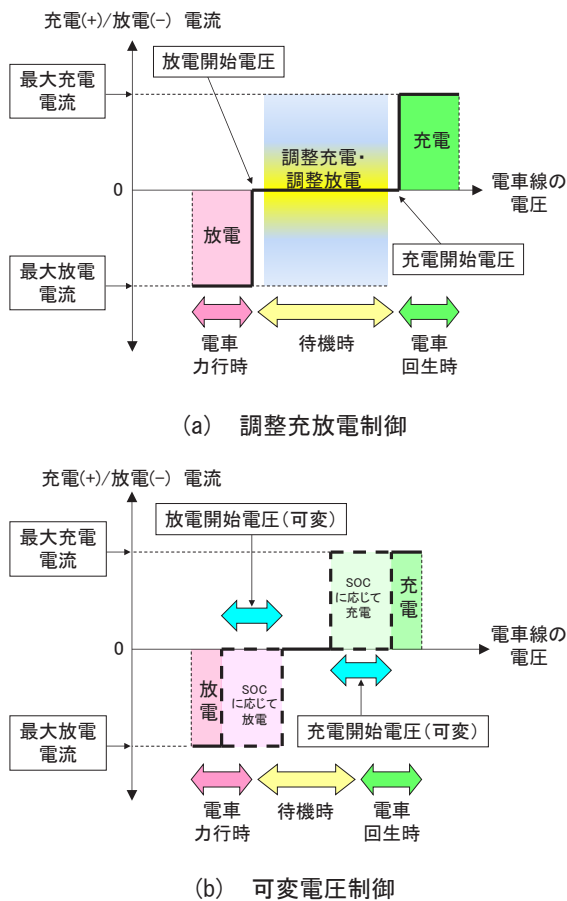 充電(+)/放電(−) 電流
最大充電
電流
放電開始電圧
充電
調整充電・
調整放電
0
電車線の
電圧
放電
充電開始電圧
最大放電
電流
電車
力行時
待機時
電車
回生時
(a) 調整充放電制御
充電(+)/放電(−) 電流
放電開始電圧(可変)
最大充電
電流
SOC
に応じて
充電
充電
0
電車線の
電圧
放電
SOC
に応じて
放電
充電開始電圧(可変)
最大放電
電流
電車
力行時
待機時
電車
回生時
(b) 可変電圧制御